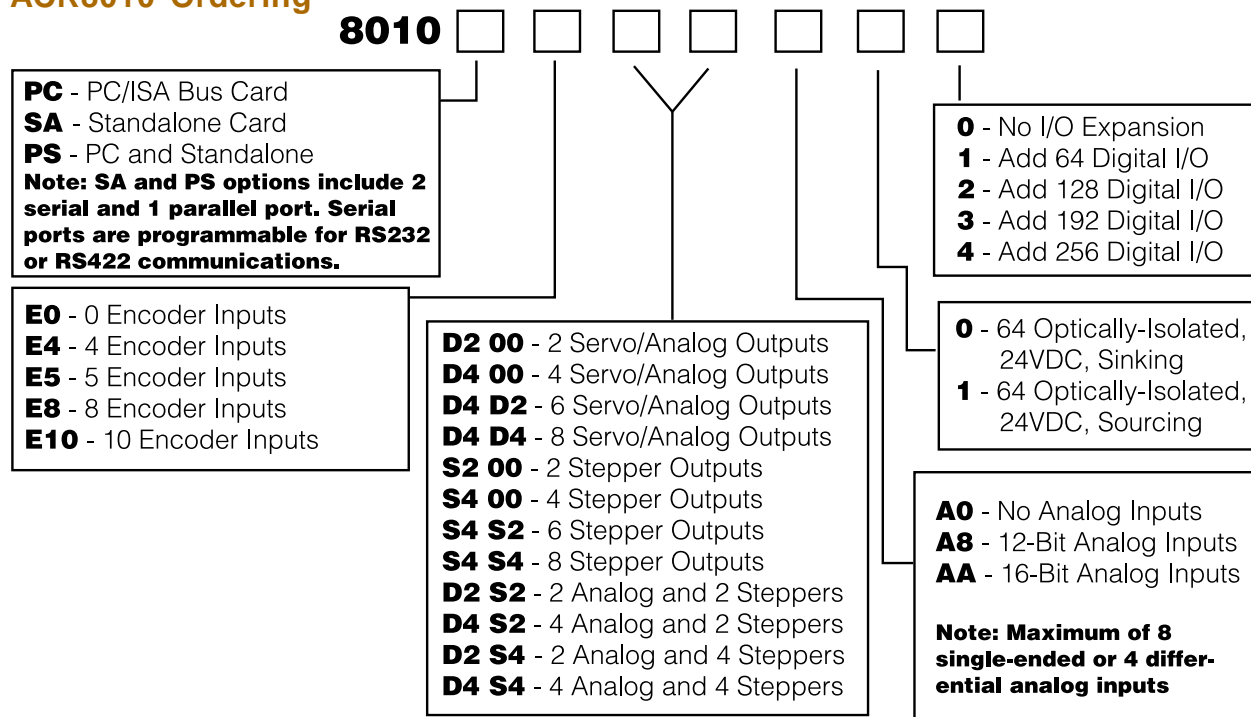 ACR8010 Ordering
8010
PC - PC/ISA Bus Card
SA - Standalone Card
PS - PC and Standalone
Note: SA and PS options include 2
serial and 1 parallel port. Serial
ports are programmable for RS232
or RS422 communications.
E0 - 0 Encoder Inputs
E4 - 4 Encoder Inputs
E5 - 5 Encoder Inputs
E8 - 8 Encoder Inputs
E10 - 10 Encoder Inputs
D2 00 - 2 Servo/Analog Outputs
D4 00 - 4 Servo/Analog Outputs
D4 D2 - 6 Servo/Analog Outputs
D4 D4 - 8 Servo/Analog Outputs
S2 00 - 2 Stepper Outputs
S4 00 - 4 Stepper Outputs
S4 S2 - 6 Stepper Outputs
S4 S4 - 8 Stepper Outputs
D2 S2 - 2 Analog and 2 Steppers
D4 S2 - 4 Analog and 2 Steppers
D2 S4 - 2 Analog and 4 Steppers
D4 S4 - 4 Analog and 4 Steppers
0 - No I/O Expansion
1 - Add 64 Digital I/O
2 - Add 128 Digital I/O
3 - Add 192 Digital I/O
4 - Add 256 Digital I/O
0 - 64 Optically-Isolated,
24VDC, Sinking
1 - 64 Optically-Isolated,
24VDC, Sourcing
A0 - No Analog Inputs
A8 - 12-Bit Analog Inputs
AA - 16-Bit Analog Inputs
Note: Maximum of 8
single-ended or 4 differ-
ential analog inputs